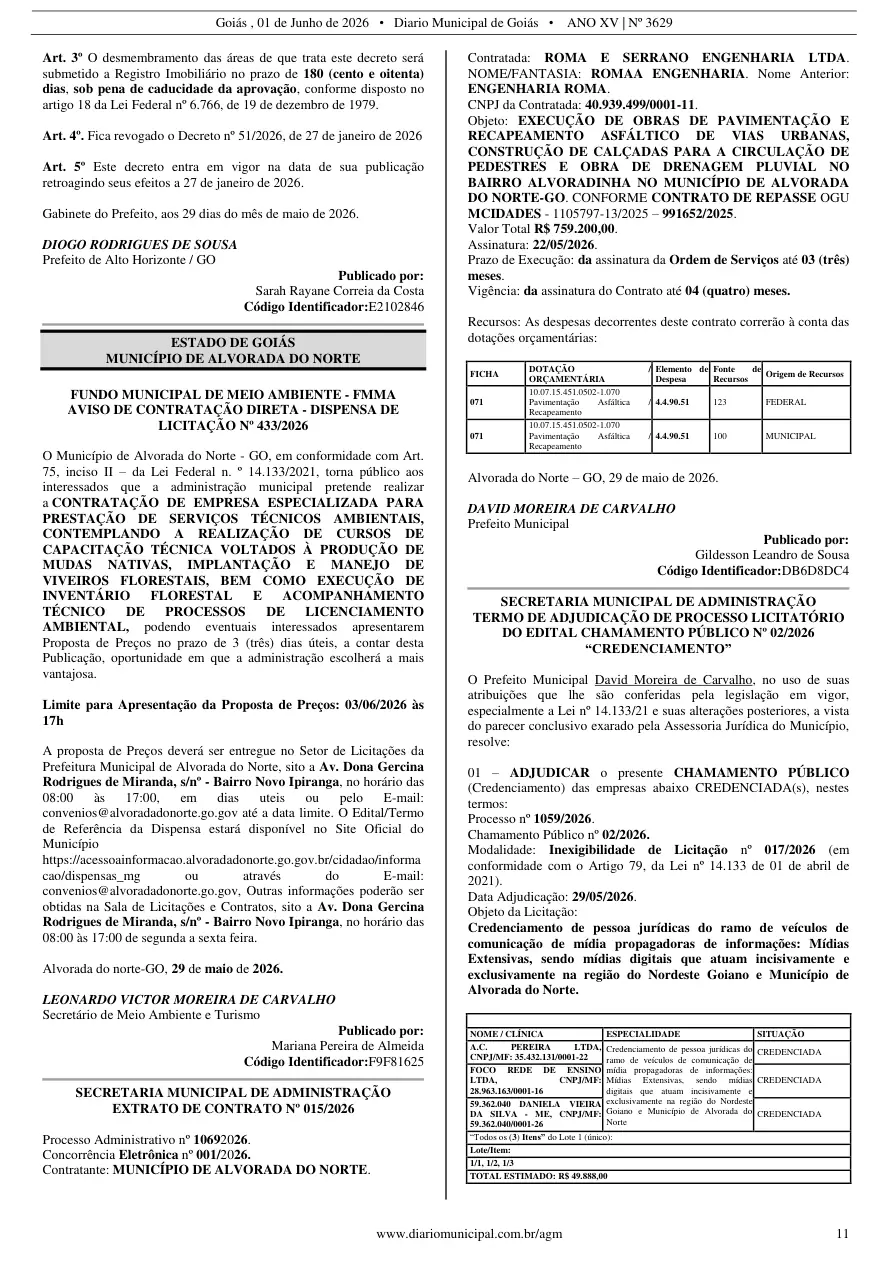 Goiás , 01 de Junho de 2026 • Diario Municipal de Goiás • ANO XV | Nº 3629
Art. 3º O desmembramento das áreas de que trata este decreto será
submetido a Registro Imobiliário no prazo de 180 (cento e oitenta)
dias, sob pena de caducidade da aprovação, conforme disposto no
artigo 18 da Lei Federal nº 6.766, de 19 de dezembro de 1979.
Art. 4º. Fica revogado o Decreto nº 51/2026, de 27 de janeiro de 2026
Art. 5º Este decreto entra em vigor na data de sua publicação
retroagindo seus efeitos a 27 de janeiro de 2026.
Gabinete do Prefeito, aos 29 dias do mês de maio de 2026.
DIOGO RODRIGUES DE SOUSA
Prefeito de Alto Horizonte / GO
Publicado por:
Sarah Rayane Correia da Costa
Código Identificador:E2102846
ESTADO DE GOIÁS
MUNICÍPIO DE ALVORADA DO NORTE
FUNDO MUNICIPAL DE MEIO AMBIENTE - FMMA
AVISO DE CONTRATAÇÃO DIRETA - DISPENSA DE
LICITAÇÃO Nº 433/2026
O Município de Alvorada do Norte - GO, em conformidade com Art.
75, inciso II – da Lei Federal n. º 14.133/2021, torna público aos
interessados que a administração municipal pretende realizar
a CONTRATAÇÃO DE EMPRESA ESPECIALIZADA PARA
PRESTAÇÃO DE SERVIÇOS TÉCNICOS AMBIENTAIS,
CONTEMPLANDO A REALIZAÇÃO DE CURSOS DE
CAPACITAÇÃO TÉCNICA VOLTADOS À PRODUÇÃO DE
MUDAS NATIVAS, IMPLANTAÇÃO E MANEJO DE
VIVEIROS FLORESTAIS, BEM COMO EXECUÇÃO DE
INVENTÁRIO FLORESTAL E ACOMPANHAMENTO
TÉCNICO DE PROCESSOS DE LICENCIAMENTO
AMBIENTAL, podendo eventuais interessados apresentarem
Proposta de Preços no prazo de 3 (três) dias úteis, a contar desta
Publicação, oportunidade em que a administração escolherá a mais
vantajosa.
Limite para Apresentação da Proposta de Preços: 03/06/2026 às
17h
A proposta de Preços deverá ser entregue no Setor de Licitações da
Prefeitura Municipal de Alvorada do Norte, sito a Av. Dona Gercina
Rodrigues de Miranda, s/nº - Bairro Novo Ipiranga, no horário das
08:00 às 17:00, em dias uteis ou pelo E-mail:
convenios@alvoradadonorte.go.gov até a data limite. O Edital/Termo
de Referência da Dispensa estará disponível no Site Oficial do
Município
https://acessoainformacao.alvoradadonorte.go.gov.br/cidadao/informa
cao/dispensas_mg ou através do E-mail:
convenios@alvoradadonorte.go.gov, Outras informações poderão ser
obtidas na Sala de Licitações e Contratos, sito a Av. Dona Gercina
Rodrigues de Miranda, s/nº - Bairro Novo Ipiranga, no horário das
08:00 às 17:00 de segunda a sexta feira.
Alvorada do norte-GO, 29 de maio de 2026.
LEONARDO VICTOR MOREIRA DE CARVALHO
Secretário de Meio Ambiente e Turismo
Publicado por:
Mariana Pereira de Almeida
Código Identificador:F9F81625
SECRETARIA MUNICIPAL DE ADMINISTRAÇÃO
EXTRATO DE CONTRATO Nº 015/2026
Processo Administrativo nº 10692026.
Concorrência Eletrônica nº 001/2026.
Contratante: MUNICÍPIO DE ALVORADA DO NORTE.
Contratada: ROMA E SERRANO ENGENHARIA LTDA.
NOME/FANTASIA: ROMAA ENGENHARIA. Nome Anterior:
ENGENHARIA ROMA.
CNPJ da Contratada: 40.939.499/0001-11.
Objeto: EXECUÇÃO DE OBRAS DE PAVIMENTAÇÃO E
RECAPEAMENTO ASFÁLTICO DE VIAS URBANAS,
CONSTRUÇÃO DE CALÇADAS PARA A CIRCULAÇÃO DE
PEDESTRES E OBRA DE DRENAGEM PLUVIAL NO
BAIRRO ALVORADINHA NO MUNICÍPIO DE ALVORADA
DO NORTE-GO. CONFORME CONTRATO DE REPASSE OGU
MCIDADES - 1105797-13/2025 – 991652/2025.
Valor Total R$ 759.200,00.
Assinatura: 22/05/2026.
Prazo de Execução: da assinatura da Ordem de Serviços até 03 (três)
meses.
Vigência: da assinatura do Contrato até 04 (quatro) meses.
Recursos: As despesas decorrentes deste contrato correrão à conta das
dotações orçamentárias:
FICHA DOTAÇÃO / ORÇAMENTÁRIA Elemento de Despesa Fonte de Recursos Origem de Recursos
071 10.07.15.451.0502-1.070 Pavimentação Asfáltica / Recapeamento 4.4.90.51 123 FEDERAL
071 10.07.15.451.0502-1.070 Pavimentação Asfáltica / Recapeamento 4.4.90.51 100 MUNICIPAL
Alvorada do Norte – GO, 29 de maio de 2026.
DAVID MOREIRA DE CARVALHO
Prefeito Municipal
Publicado por:
Gildesson Leandro de Sousa
Código Identificador:DB6D8DC4
SECRETARIA MUNICIPAL DE ADMINISTRAÇÃO
TERMO DE ADJUDICAÇÃO DE PROCESSO LICITATÓRIO
DO EDITAL CHAMAMENTO PÚBLICO Nº 02/2026
“CREDENCIAMENTO”
O Prefeito Municipal David Moreira de Carvalho, no uso de suas
atribuições que lhe são conferidas pela legislação em vigor,
especialmente a Lei nº 14.133/21 e suas alterações posteriores, a vista
do parecer conclusivo exarado pela Assessoria Jurídica do Município,
resolve:
01 – ADJUDICAR o presente CHAMAMENTO PÚBLICO
(Credenciamento) das empresas abaixo CREDENCIADA(s), nestes
termos:
Processo nº 1059/2026.
Chamamento Público nº 02/2026.
Modalidade: Inexigibilidade de Licitação nº 017/2026 (em
conformidade com o Artigo 79, da Lei nº 14.133 de 01 de abril de
2021).
Data Adjudicação: 29/05/2026.
Objeto da Licitação:
Credenciamento de pessoa jurídicas do ramo de veículos de
comunicação de mídia propagadoras de informações: Mídias
Extensivas, sendo mídias digitais que atuam incisivamente e
exclusivamente na região do Nordeste Goiano e Município de
Alvorada do Norte.
NOME / CLÍNICA ESPECIALIDADE SITUAÇÃO
A.C. PEREIRA LTDA, CNPJ/MF: 35.432.131/0001-22 Credenciamento de pessoa jurídicas do ramo de veículos de comunicação de mídia propagadoras de informações: Mídias Extensivas, sendo mídias digitais que atuam incisivamente e exclusivamente na região do Nordeste Goiano e Município de Alvorada do Norte CREDENCIADA
FOCO REDE DE ENSINO LTDA, CNPJ/MF: 28.963.163/0001-16 CREDENCIADA
59.362.040 DANIELA VIEIRA DA SILVA - ME, CNPJ/MF: 59.362.040/0001-26 CREDENCIADA
“Todos os (3) Itens” do Lote 1 (único):
Lote/Item:
1/1, 1/2, 1/3
TOTAL ESTIMADO: R$ 49.888,00
www.diariomunicipal.com.br/agm 11